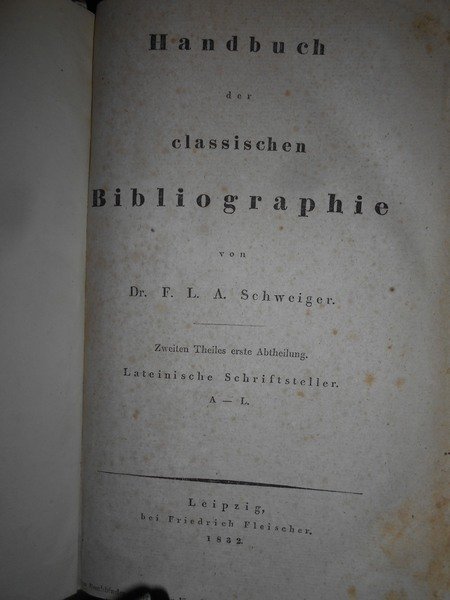 Handbuch
der
classischen
Bibliographie
von
Dr. F. L. A. Schweiger.
Zweiten Theiles erste Abtheilung.
Lateinische Schriftsteller.
A — L.
Leipzig,
bei Friedrich Fleischer.
1832